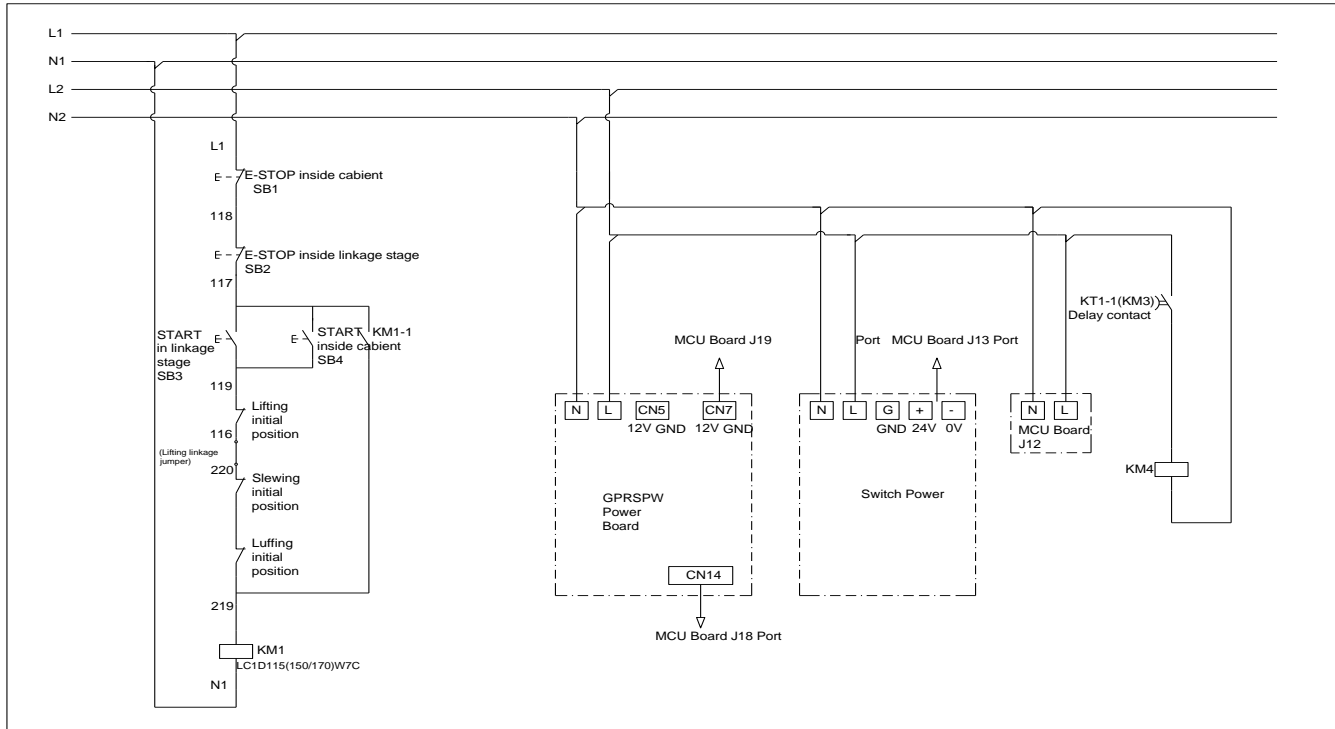 L1
N1
L2
N2
L1
E-STOP inside cabient
SB1
118
E-STOP inside linkage stage
SB2
117
START
in linkage
stage
SB3
START
inside cabient
SB4
KM1-1
119
Lifting
initial
position
116
(Lifting linkage
jumper)
220
Slewing
initial
position
Luffing
initial
position
219
KM1
LC1D115(150/170)W7C
N1
MCU Board J19
Port
MCU Board J13 Port
N
L
CN5
CN7
12V GND
12V GND
GPRSPW
Power
Board
CN14
MCU Board J18 Port
N
L
G
+
-
GND
24V
0V
Switch Power
N
L
MCU Board
J12
KT1-1(KM3)
Delay contact
KM4